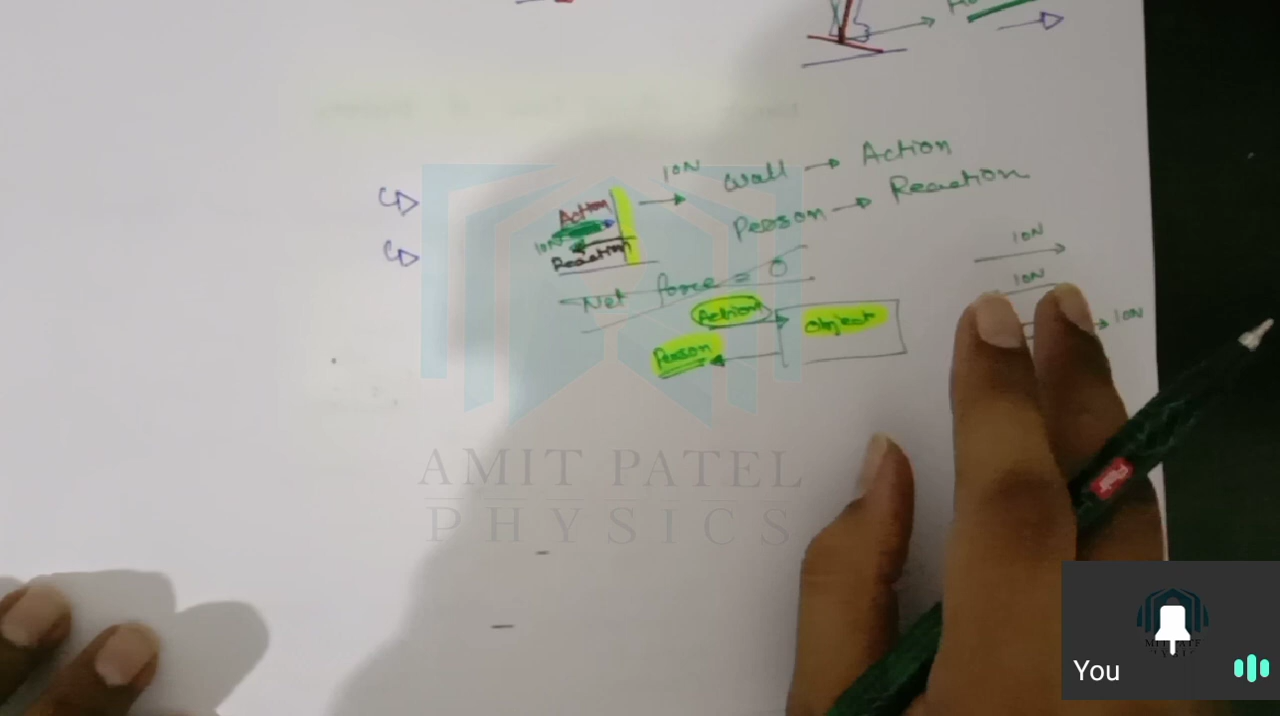 10N
Wall → Action
Person → Reaction
Action
10N
Reaction
Net force = 0
Action
Object
Person
10N
10N
10N
AMIT PATEL
PHYSICS
You